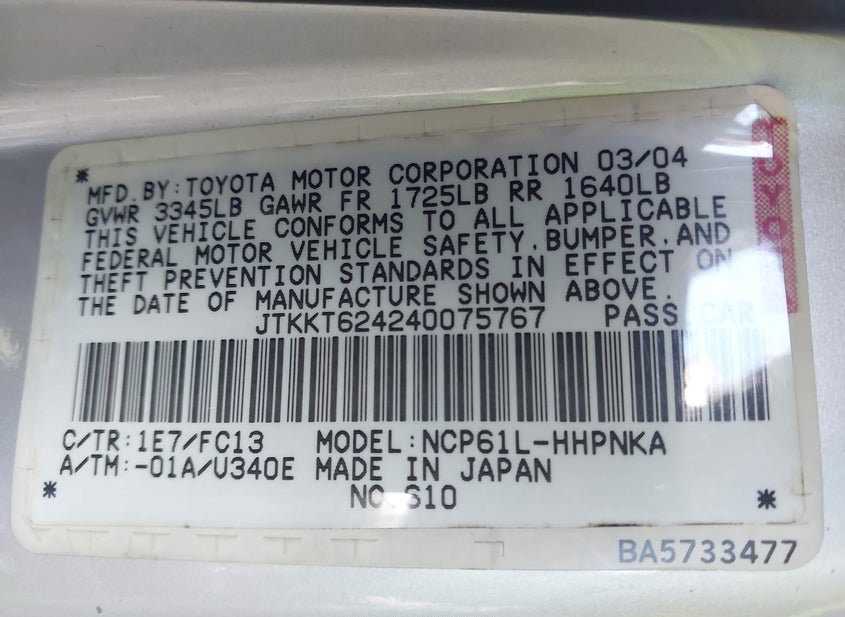 * MFD. BY: TOYOTA MOTOR CORPORATION 03/04
GVWR 3345LB GAWR FR 1725LB RR 1640LB
THIS VEHICLE CONFORMS TO ALL APPLICABLE
FEDERAL MOTOR VEHICLE SAFETY, BUMPER, AND
THEFT PREVENTION STANDARDS IN EFFECT ON
THE DATE OF MANUFACTURE SHOWN ABOVE.
JTKKT624240075767 PASS CAR
C/TR: 1E7/FC13 MODEL: NCP61L-HHPNKA
A/TM: -01A/U340E MADE IN JAPAN
* NO. S10 *
BA5733477